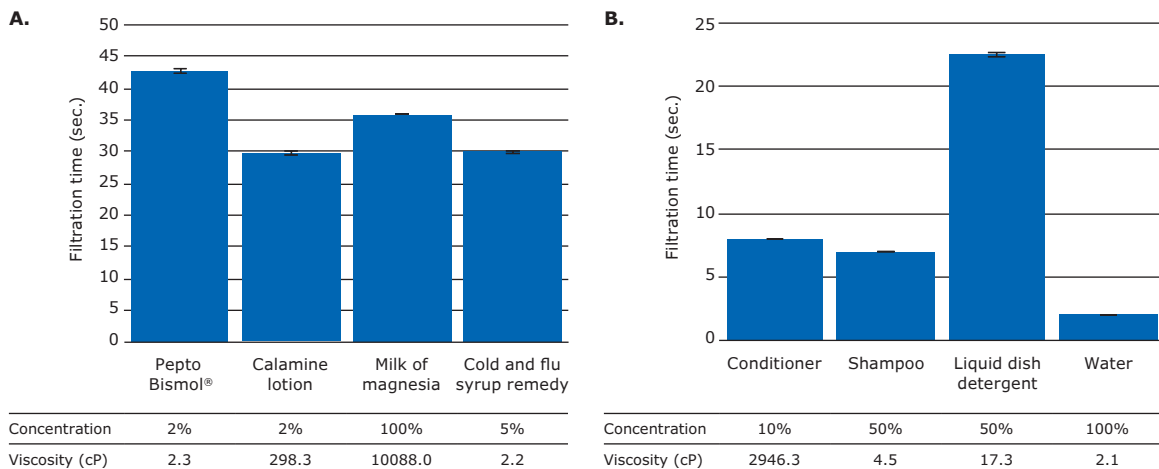 A.
50
45
40
35
30
25
20
15
10
5
0
Filtration time (sec.)
Pepto
Bismol®
Calamine
lotion
Milk of
magnesia
Cold and flu
syrup remedy
Concentration 2% 2% 100% 5%
Viscosity (cP) 2.3 298.3 10088.0 2.2
B.
25
20
15
10
5
0
Filtration time (sec.)
Conditioner
Shampoo
Liquid dish
detergent
Water
Concentration 10% 50% 50% 100%
Viscosity (cP) 2946.3 4.5 17.3 2.1